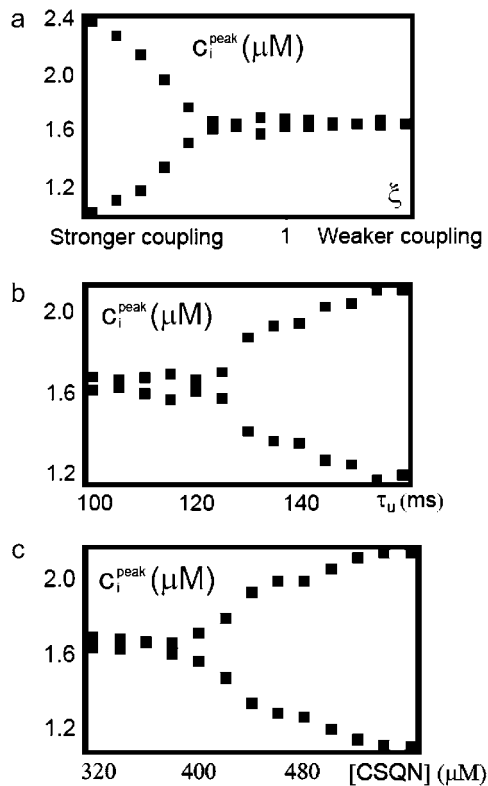 a
2.4
c_i^peak (μM)
2.0
1.6
1.2
ξ
Stronger coupling 1 Weaker coupling
b
2.0
c_i^peak (μM)
1.6
1.2
100 120 140 τ_u (ms)
c
2.0
c_i^peak (μM)
1.6
1.2
320 400 480 [CSQN] (μM)